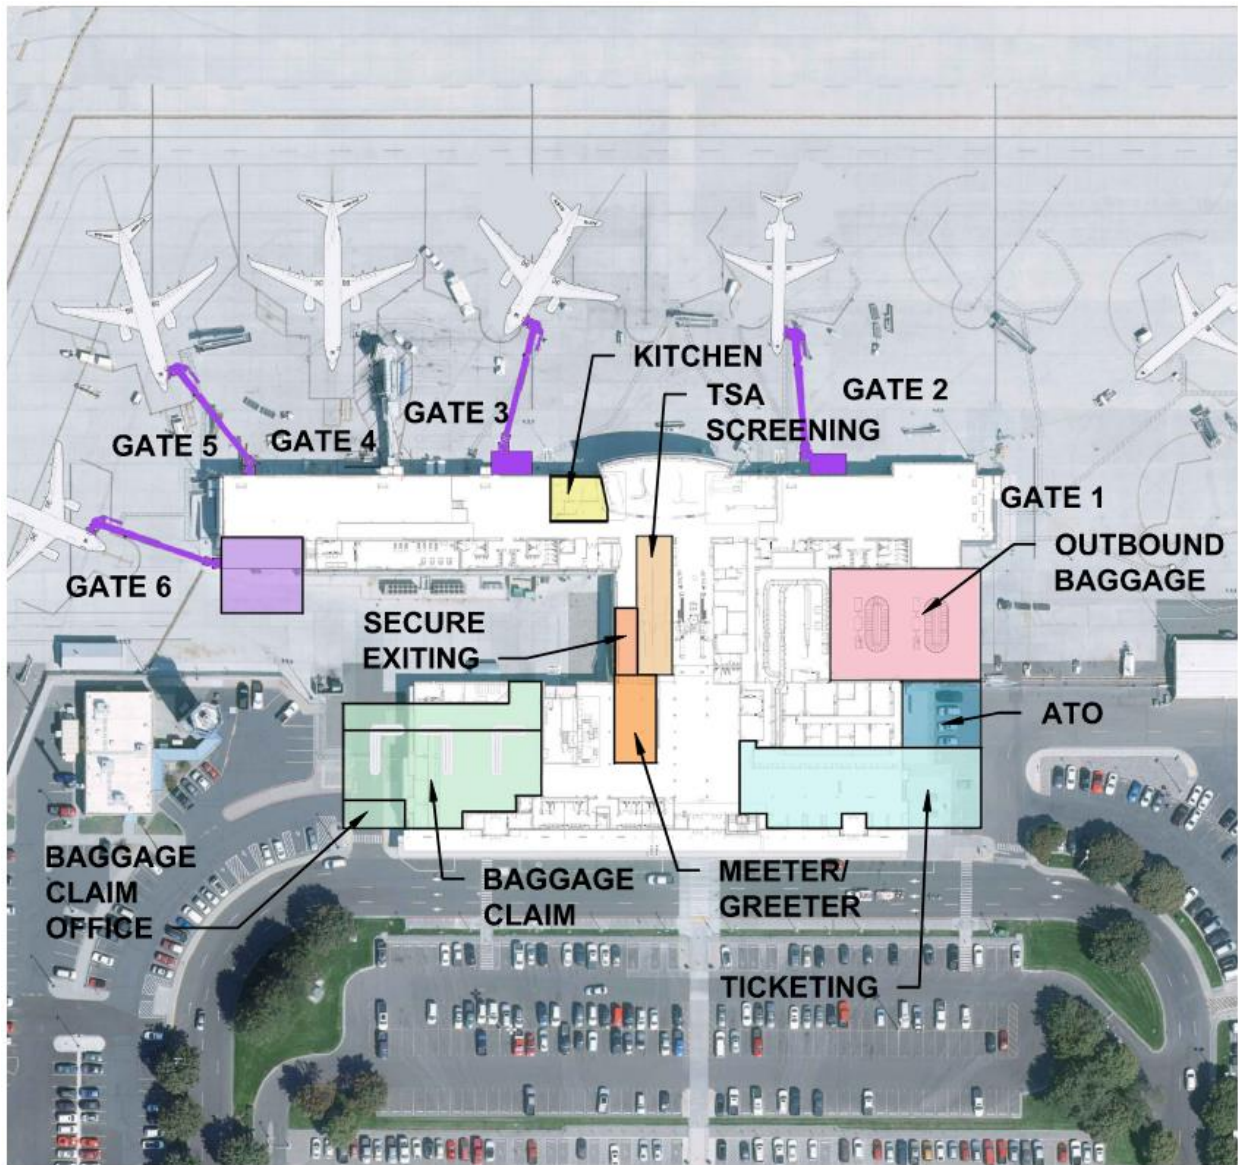 KITCHEN
TSA
SCREENING
GATE 2
GATE 3
GATE 4
GATE 5
GATE 1
OUTBOUND
BAGGAGE
GATE 6
SECURE
EXITING
ATO
BAGGAGE
CLAIM
OFFICE
BAGGAGE
CLAIM
MEETER/
GREETER
TICKETING